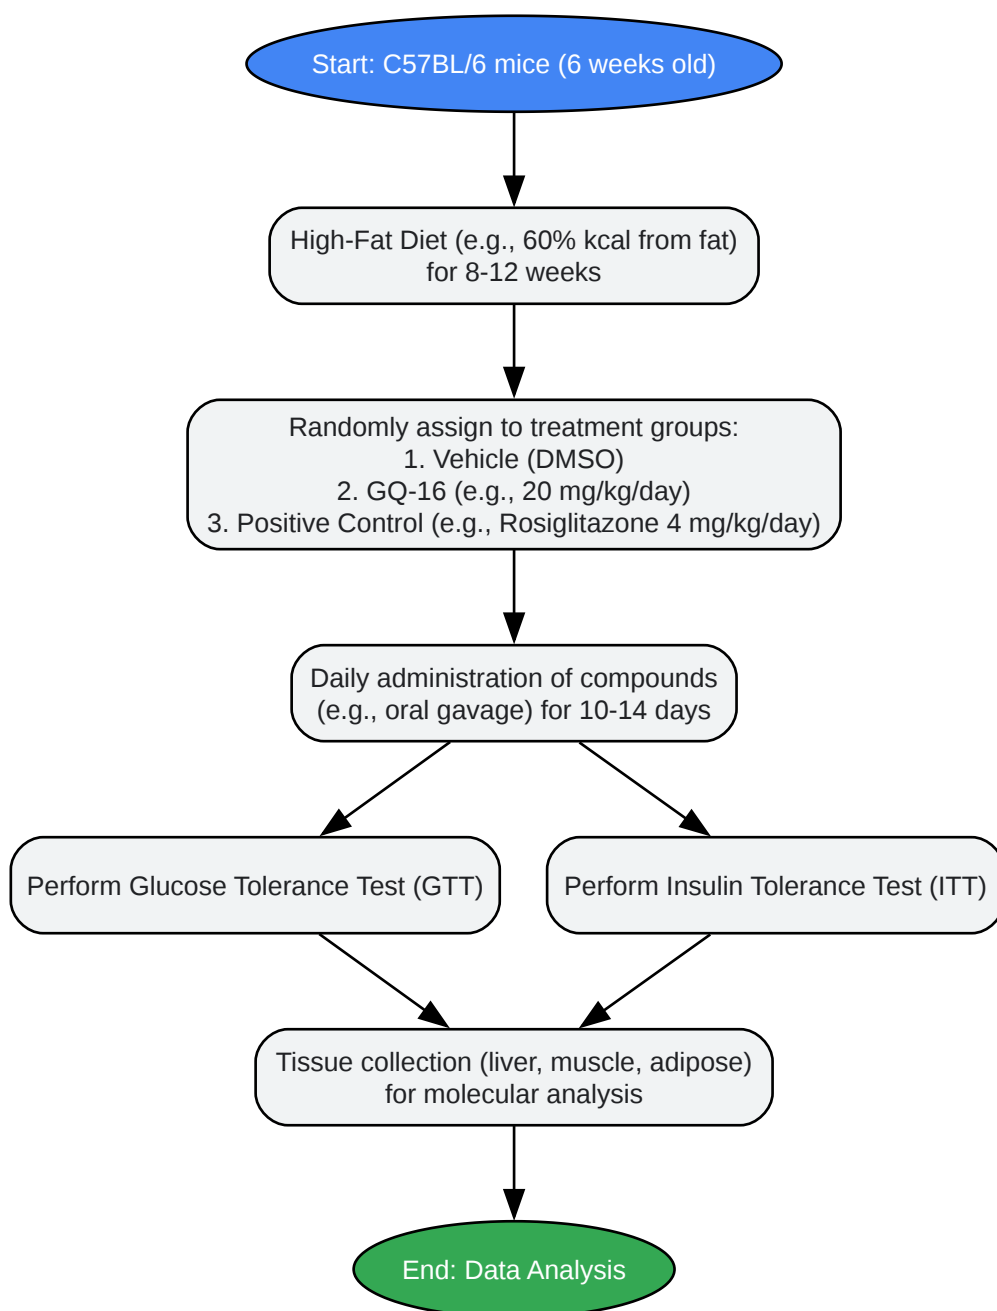 Start: C57BL/6 mice (6 weeks old)
High-Fat Diet (e.g., 60% kcal from fat)
for 8-12 weeks
Randomly assign to treatment groups:
1. Vehicle (DMSO)
2. GQ-16 (e.g., 20 mg/kg/day)
3. Positive Control (e.g., Rosiglitazone 4 mg/kg/day)
Daily administration of compounds
(e.g., oral gavage) for 10-14 days
Perform Glucose Tolerance Test (GTT)
Perform Insulin Tolerance Test (ITT)
Tissue collection (liver, muscle, adipose)
for molecular analysis
End: Data Analysis